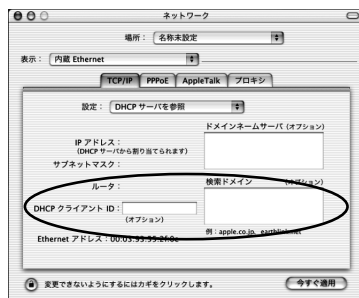 ネットワーク
場所： 名称未設定
表示： 内蔵 Ethernet
TCP/IP PPPoE AppleTalk プロキシ
設定： DHCP サーバを参照
ドメインネームサーバ (オプション)
IP アドレス：
(DHCP サーバから割り当てられます)
サブネットマスク：
ルータ：
検索ドメイン (オプション)
DHCP クライアント ID：
(オプション)
例：apple.co.jp、earthlink.net
Ethernet アドレス：
変更できないようにするにはカギをクリックします。
今すぐ適用